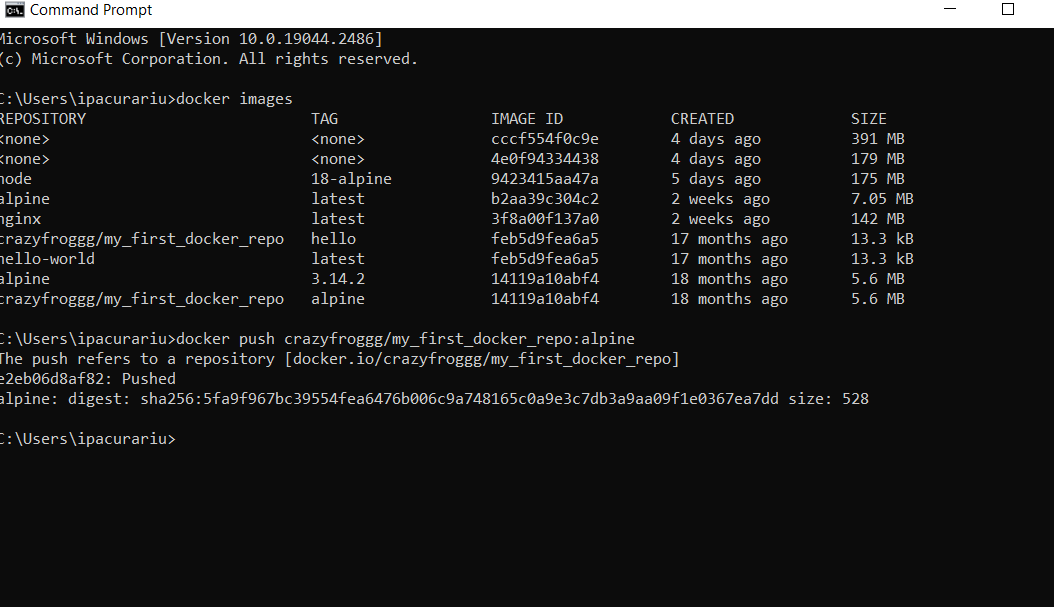 Command Prompt
Microsoft Windows [Version 10.0.19044.2486]
(c) Microsoft Corporation. All rights reserved.
C:\Users\ipacurariu>docker images
REPOSITORY TAG IMAGE ID CREATED SIZE
<none> <none> cccf554f0c9e 4 days ago 391 MB
<none> <none> 4e0f94334438 4 days ago 179 MB
node 18-alpine 9423415aa47a 5 days ago 175 MB
alpine latest b2aa39c304c2 2 weeks ago 7.05 MB
nginx latest 3f8a00f137a0 2 weeks ago 142 MB
crazyfroggg/my_first_docker_repo hello feb5d9fea6a5 17 months ago 13.3 kB
hello-world latest feb5d9fea6a5 17 months ago 13.3 kB
alpine 3.14.2 14119a10abf4 18 months ago 5.6 MB
crazyfroggg/my_first_docker_repo alpine 14119a10abf4 18 months ago 5.6 MB
C:\Users\ipacurariu>docker push crazyfroggg/my_first_docker_repo:alpine
The push refers to a repository [docker.io/crazyfroggg/my_first_docker_repo]
e2eb06d8af82: Pushed
alpine: digest: sha256:5fa9f967bc39554fea6476b006c9a748165c0a9e3c7db3a9aa09f1e0367ea7dd size: 528
C:\Users\ipacurariu>